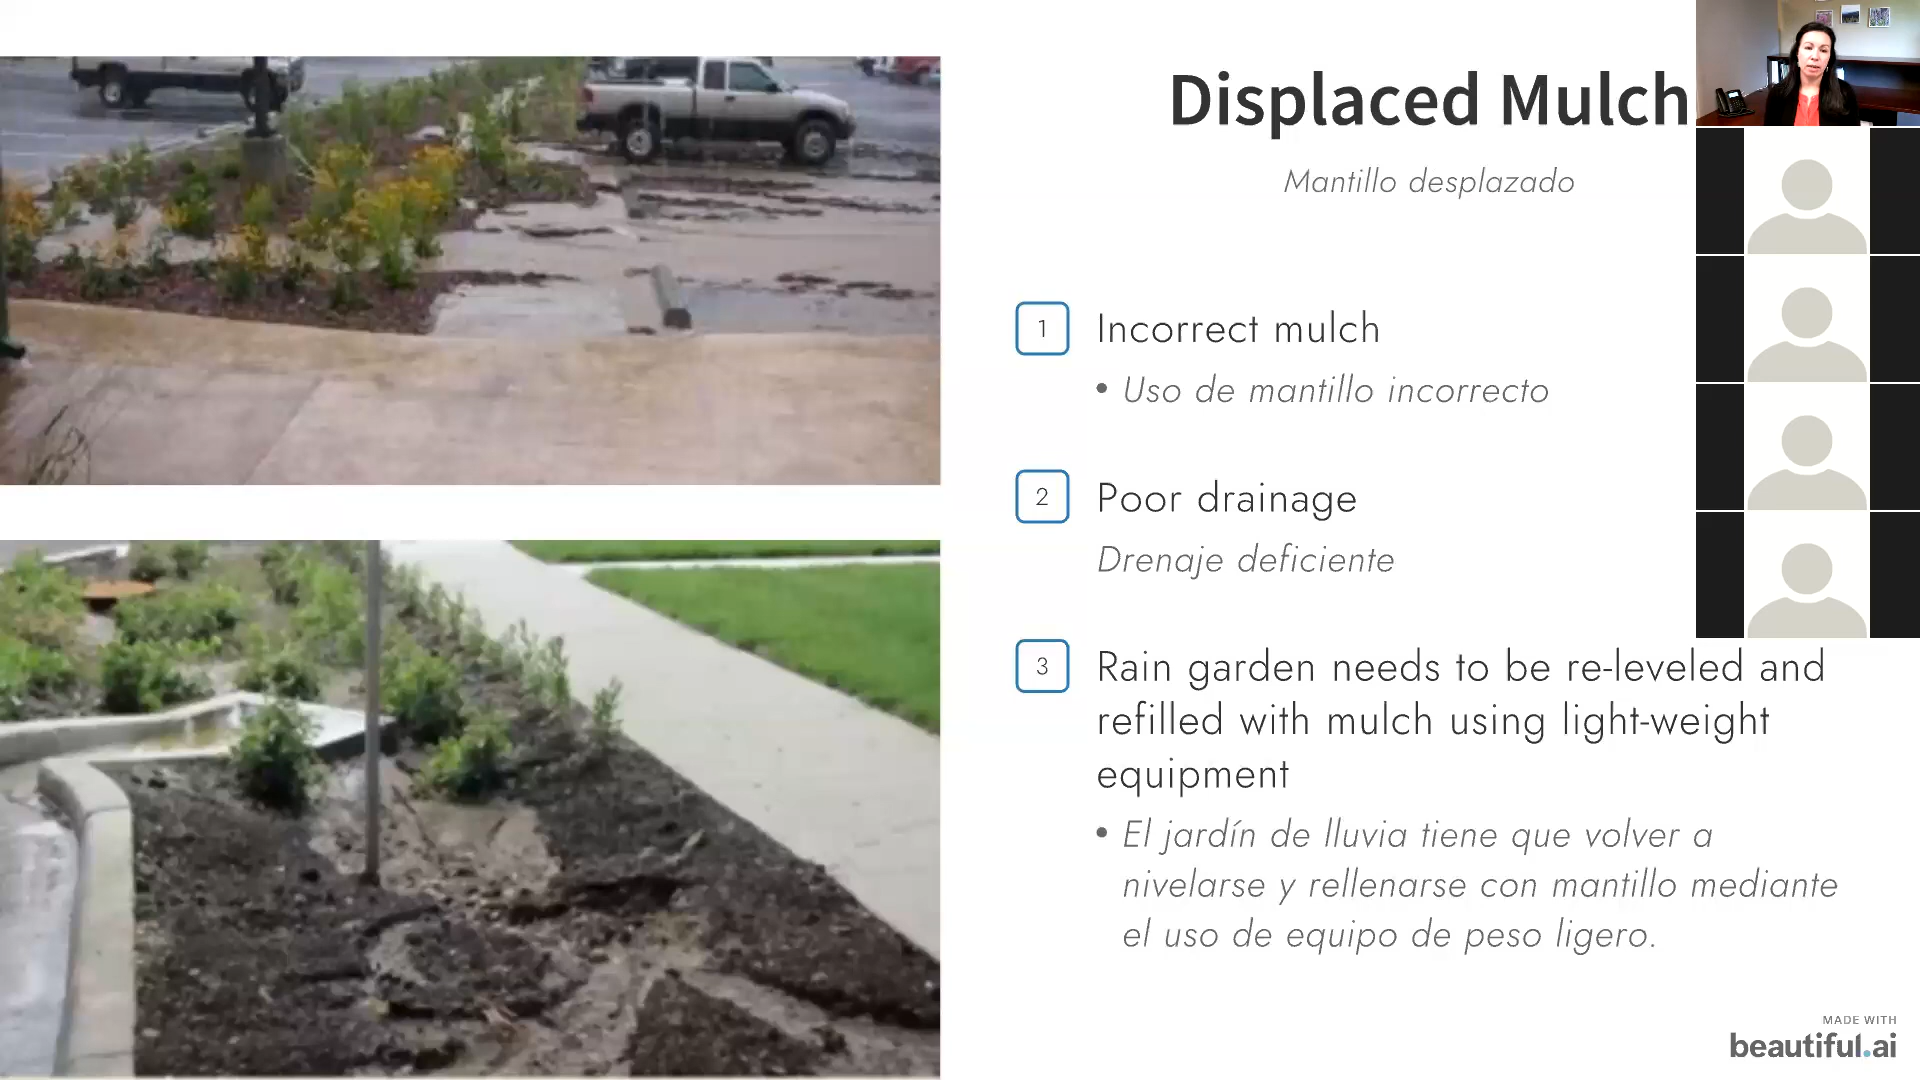 Displaced Mulch
Mantillo desplazado
1 Incorrect mulch
• Uso de mantillo incorrecto
2 Poor drainage
Drenaje deficiente
3 Rain garden needs to be re-leveled and
refilled with mulch using light-weight
equipment
• El jardín de lluvia tiene que volver a
nivelarse y rellenarse con mantillo mediante
el uso de equipo de peso ligero.
MADE WITH
beautiful.ai